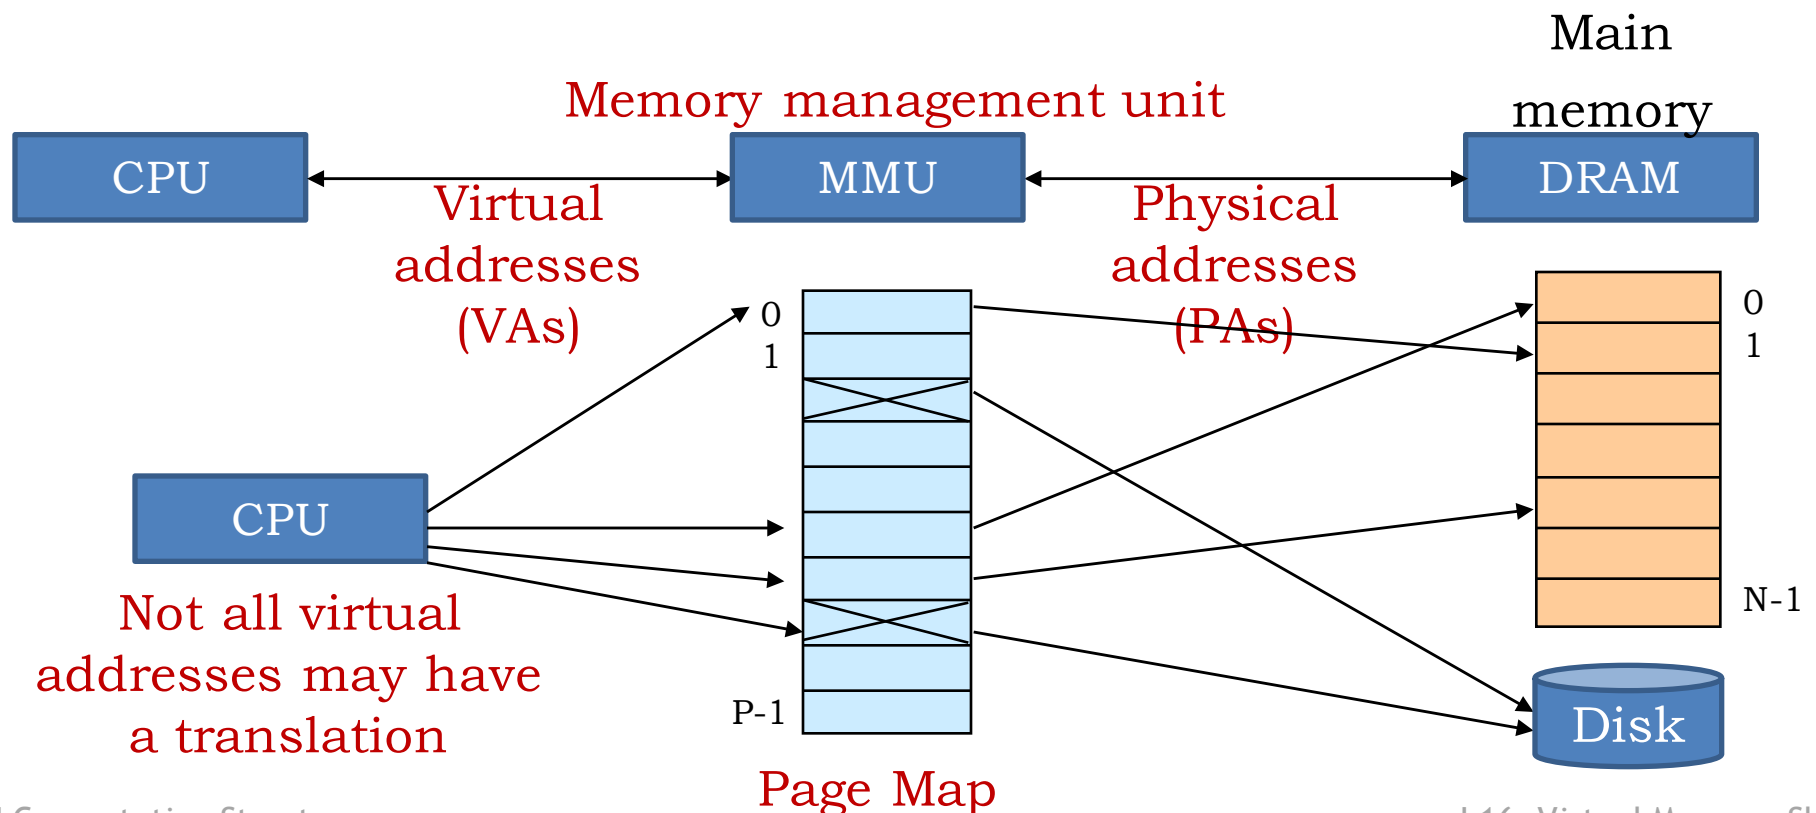 Main
memory
Memory management unit
CPU
MMU
DRAM
Virtual
addresses
(VAs)
Physical
addresses
(PAs)
0
1
P-1
0
1
N-1
CPU
Not all virtual
addresses may have
a translation
Disk
Page Map